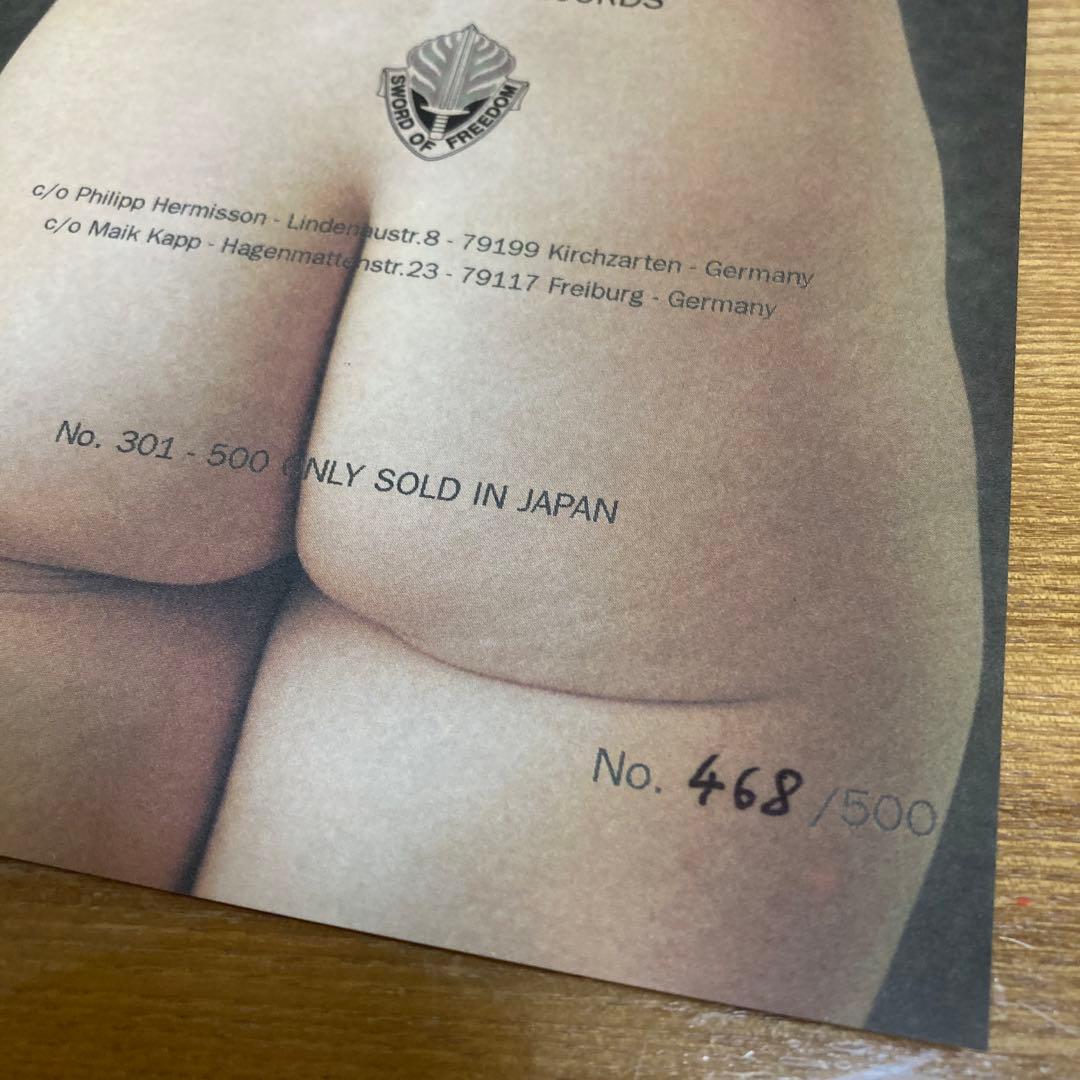 SWORD OF FREEDOM
c/o Philipp Hermisson - Lindenaustr.8 - 79199 Kirchzarten - Germany
c/o Maik Kapp - Hagenmattenstr.23 - 79117 Freiburg - Germany
No. 301 - 500 ONLY SOLD IN JAPAN
No. 468 /500